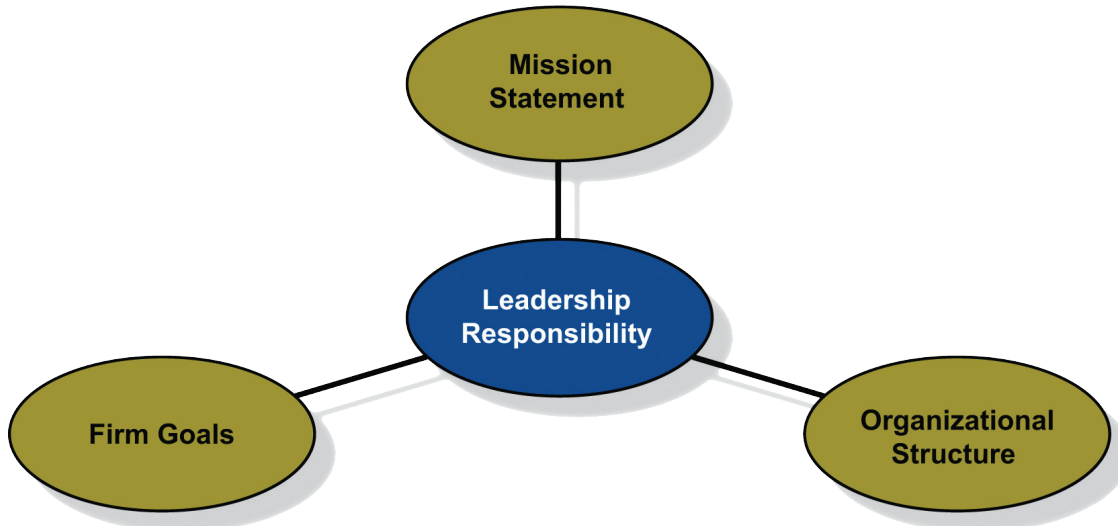 Mission
Statement
Leadership
Responsibility
Firm Goals
Organizational
Structure